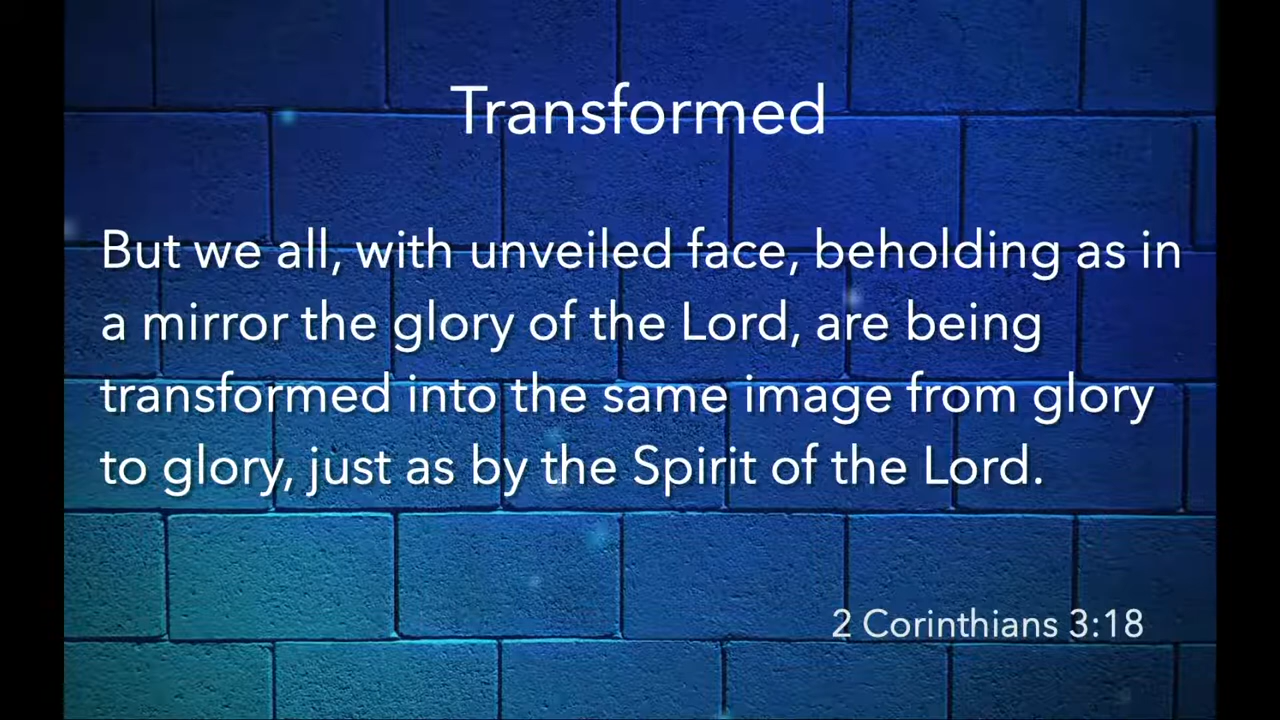 Transformed
But we all, with unveiled face, beholding as in
a mirror the glory of the Lord, are being
transformed into the same image from glory
to glory, just as by the Spirit of the Lord.
2 Corinthians 3:18